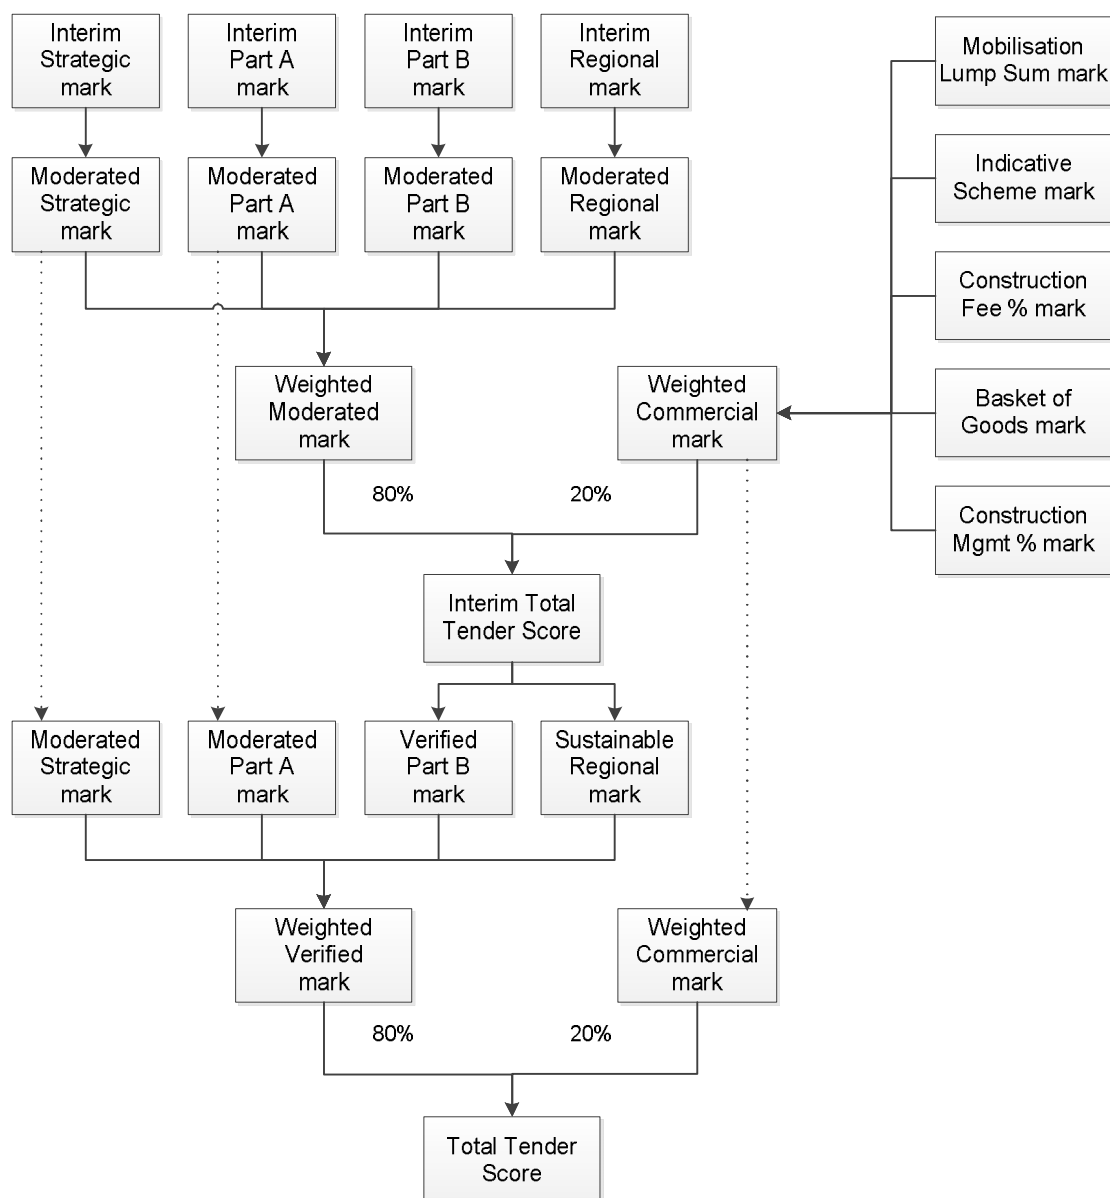 Interim
Strategic
mark
Interim
Part A
mark
Interim
Part B
mark
Interim
Regional
mark
Mobilisation
Lump Sum mark
Moderated
Strategic
mark
Moderated
Part A
mark
Moderated
Part B
mark
Moderated
Regional
mark
Indicative
Scheme mark
Construction
Fee % mark
Weighted
Moderated
mark
Weighted
Commercial
mark
Basket of
Goods mark
80%
20%
Construction
Mgmt % mark
Interim Total
Tender Score
Moderated
Strategic
mark
Moderated
Part A
mark
Verified
Part B
mark
Sustainable
Regional
mark
Weighted
Verified
mark
Weighted
Commercial
mark
80%
20%
Total Tender
Score